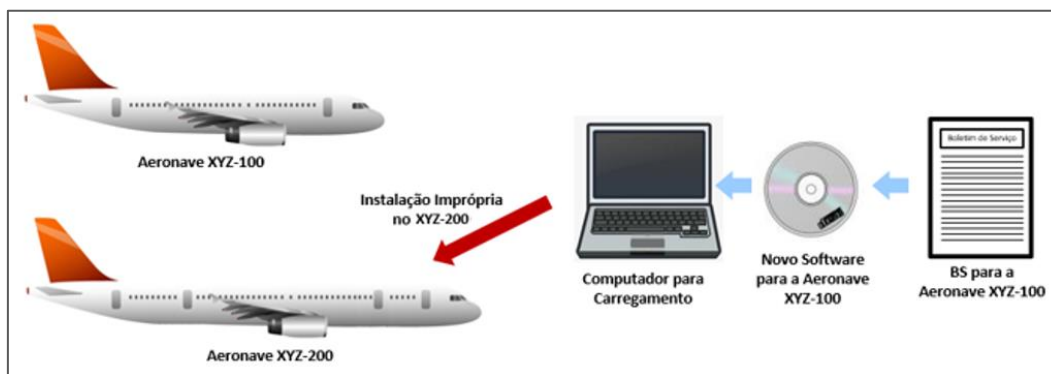 Aeronave XYZ-100
Instalação Imprópria
no XYZ-200
Aeronave XYZ-200
Computador para
Carregamento
Novo Software
para a Aeronave
XYZ-100
Boletim de Serviço
BS para a
Aeronave XYZ-100